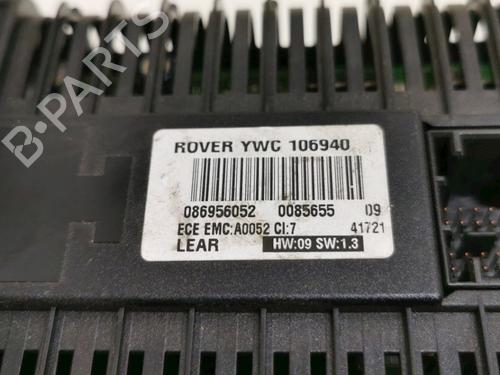 ROVER YWC 106940
086956052 0085655 09
ECE EMC:A0052 CI:7 41721
LEAR HW:09 SW:1.3
B-PARTS